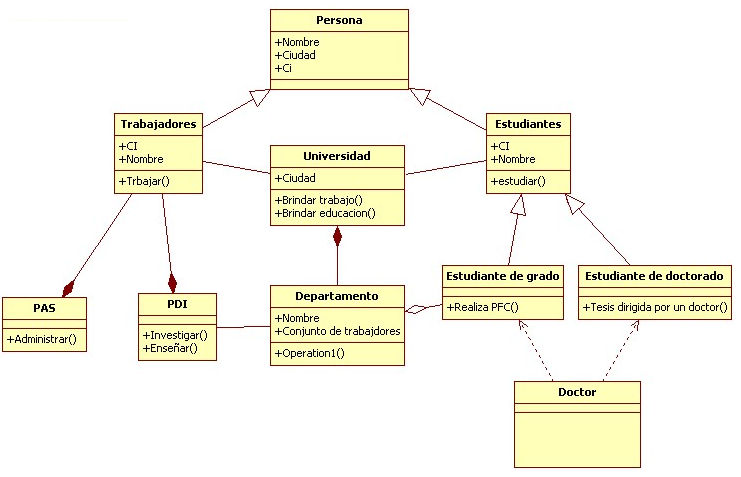 Persona
+Nombre
+Ciudad
+Ci
Trabajadores
+CI
+Nombre
+Trbajar()
Universidad
+Ciudad
+Brindar trabajo()
+Brindar educacion()
Estudiantes
+CI
+Nombre
+estudiar()
PAS
+Administrar()
PDI
+Investigar()
+Enseñar()
Departamento
+Nombre
+Conjunto de trabajadores
+Operation1()
Estudiante de grado
+Realiza PFC()
Estudiante de doctorado
+Tesis dirigida por un doctor()
Doctor